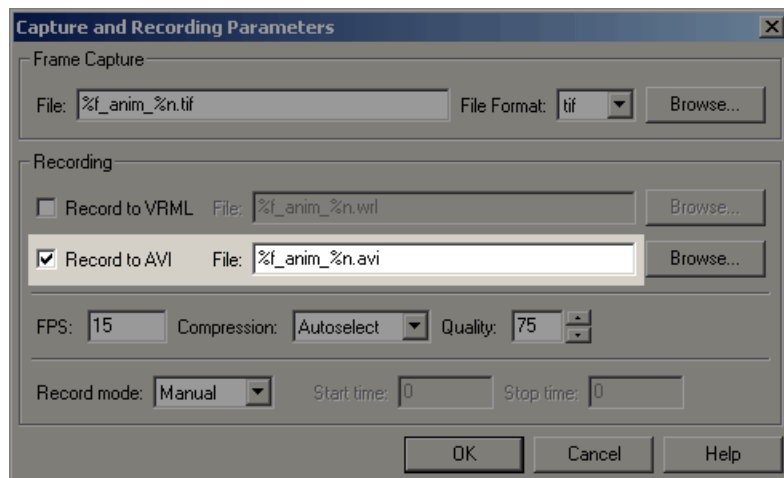 Capture and Recording Parameters
Frame Capture
File: %f_anim_%n.tif File Format: tif Browse...
Recording
Record to VRML File: %f_anim_%n.wrl Browse...
Record to AVI File: %f_anim_%n.avi Browse...
FPS: 15 Compression: Autoselect Quality: 75
Record mode: Manual Start time: 0 Stop time: 0
OK Cancel Help